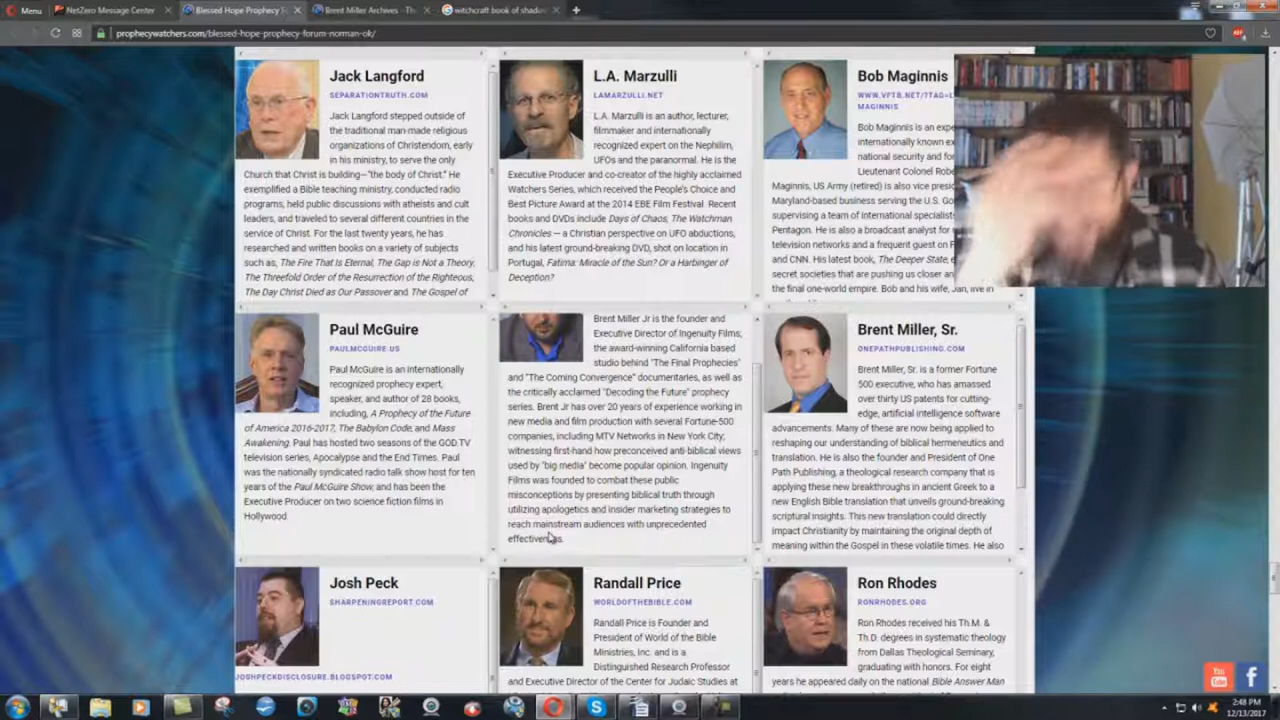 Menu
NetZero Message Center
Blessed Hope Prophecy F
Brent Miller Archives - Th
witchcraft book of shadow
prophecywatchers.com/blessed-hope-prophecy-forum-norman-ok/
Jack Langford
SEPARATIONTRUTH.COM
Jack Langford stepped outside of
the traditional man-made religious
organizations of Christendom, early
in his ministry, to serve the only
Church that Christ is building—"the body of Christ." He
exemplified a Bible teaching ministry, conducted radio
programs, held public discussions with atheists and cult
leaders, and traveled to several different countries in the
service of Christ. For the last twenty years, he has
researched and written books on a variety of subjects
such as, The Fire That Is Eternal, The Gap is Not a Theory,
The Threefold Order of the Resurrection of the Righteous,
The Day Christ Died as Our Passover and The Gospel of
L.A. Marzulli
LAMARZULLI.NET
L.A. Marzulli is an author, lecturer,
filmmaker and internationally
recognized expert on the Nephilim,
UFOs and the paranormal. He is the
Executive Producer and co-creator of the highly acclaimed
Watchers Series, which received the People's Choice and
Best Picture Award at the 2014 EBE Film Festival. Recent
books and DVDs include Days of Chaos, The Watchman
Chronicles — a Christian perspective on UFO abductions,
and his latest ground-breaking DVD, shot on location in
Portugal, Fatima: Miracle of the Sun? Or a Harbinger of
Deception?
Bob Maginnis
WWW.VFTB.NET/?TAG=L
MAGINNIS
Bob Maginnis is an expe
internationally known ex
national security and for
Lieutenant Colonel Robe
Maginnis, US Army (retired) is also vice presid
Maryland-based business serving the U.S. Go
supervising a team of international specialists
Pentagon. He is also a broadcast analyst for
television networks and a frequent guest on F
and CNN. His latest book, The Deeper State, e
secret societies that are pushing us closer an
the final one-world empire. Bob and his wife, Jan, live in
Paul McGuire
PAULMCGUIRE.US
Paul McGuire is an internationally
recognized prophecy expert,
speaker, and author of 28 books,
including, A Prophecy of the Future
of America 2016-2017, The Babylon Code, and Mass
Awakening. Paul has hosted two seasons of the GOD TV
television series, Apocalypse and the End Times. Paul
was the nationally syndicated radio talk show host for ten
years of the Paul McGuire Show, and has been the
Executive Producer on two science fiction films in
Hollywood
Brent Miller Jr is the founder and
Executive Director of Ingenuity Films;
the award-winning California based
studio behind "The Final Prophecies"
and "The Coming Convergence" documentaries, as well as
the critically acclaimed "Decoding the Future" prophecy
series. Brent Jr has over 20 years of experience working in
new media and film production with several Fortune-500
companies, including MTV Networks in New York City,
witnessing first-hand how preconceived anti-biblical views
used by "big media" become popular opinion. Ingenuity
Films was founded to combat these public
misconceptions by presenting biblical truth through
utilizing apologetics and insider marketing strategies to
reach mainstream audiences with unprecedented
effectiveness.
Brent Miller, Sr.
ONEPATHPUBLISHING.COM
Brent Miller, Sr. is a former Fortune
500 executive, who has amassed
over thirty US patents for cutting-
edge, artificial intelligence software
advancements. Many of these are now being applied to
reshaping our understanding of biblical hermeneutics and
translation. He is also the founder and President of One
Path Publishing, a theological research company that is
applying these new breakthroughs in ancient Greek to a
new English Bible translation that unveils ground-breaking
scriptural insights. This new translation could directly
impact Christianity by maintaining the original depth of
meaning within the Gospel in these volatile times. He also
Josh Peck
SHARPENINGREPORT.COM
JOSHPECKDISCLOSURE.BLOGSPOT.COM
Randall Price
WORLDOFTHEBIBLE.COM
Randall Price is Founder and
President of World of the Bible
Ministries, Inc. and is a
Distinguished Research Professor
and Executive Director of the Center for Judaic Studies at
Ron Rhodes
RONRHODES.ORG
Ron Rhodes received his Th.M. &
Th.D. degrees in systematic theology
from Dallas Theological Seminary,
graduating with honors. For eight
years he appeared daily on the national Bible Answer Man
You
Tube
2:48 PM
12/13/2017